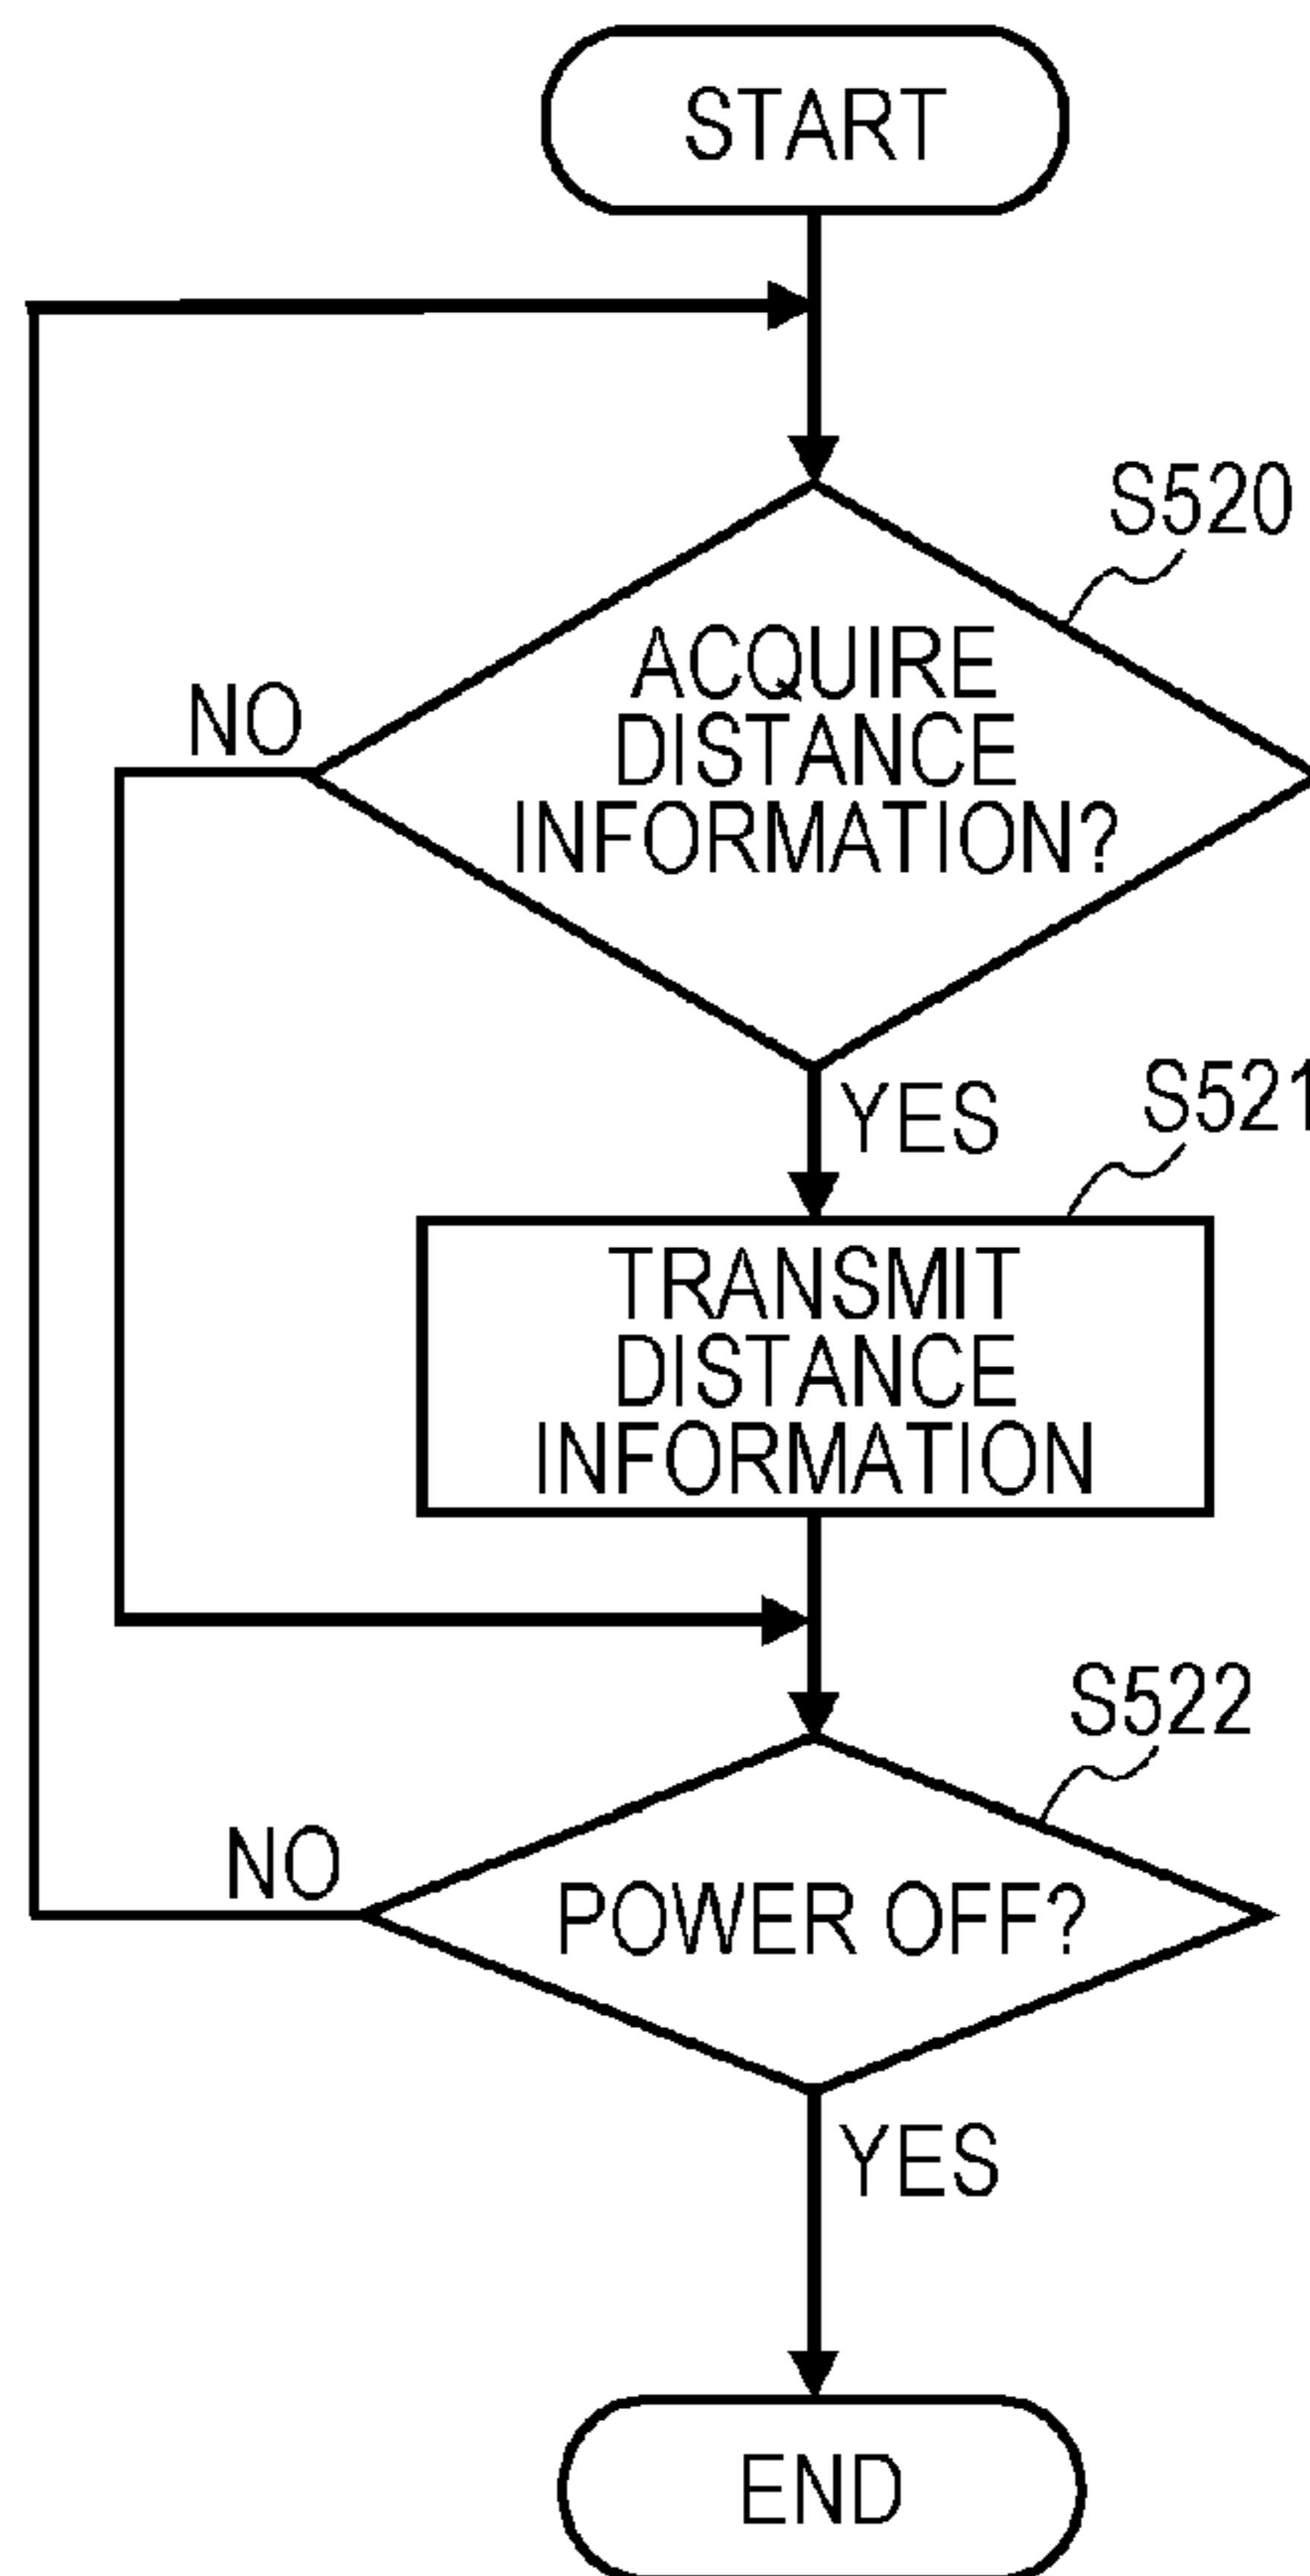 START
S520
ACQUIRE
DISTANCE
INFORMATION?
NO
YES
S521
TRANSMIT
DISTANCE
INFORMATION
S522
POWER OFF?
NO
YES
END